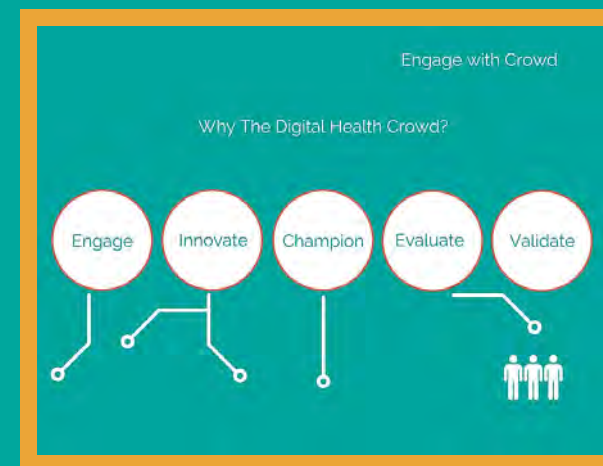 Engage with Crowd
Why The Digital Health Crowd?
Engage
Innovate
Champion
Evaluate
Validate